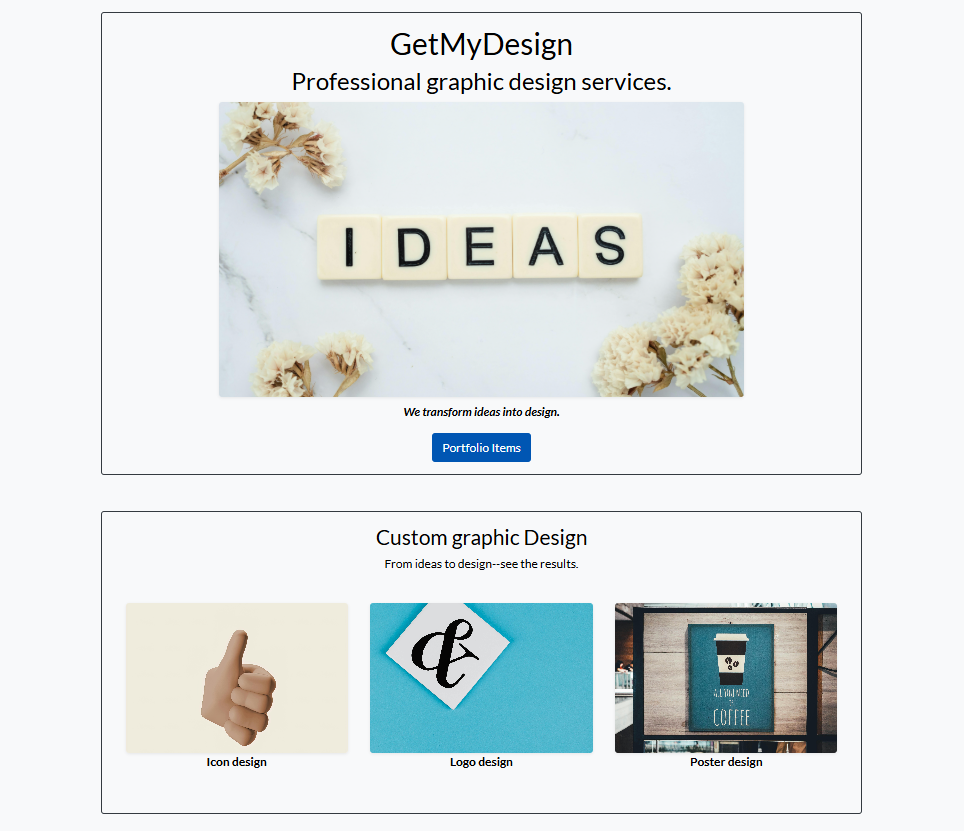 GetMyDesign
Professional graphic design services.
IDEAS
We transform ideas into design.
Portfolio Items
Custom graphic Design
From ideas to design--see the results.
&
COFFEE
Icon design
Logo design
Poster design